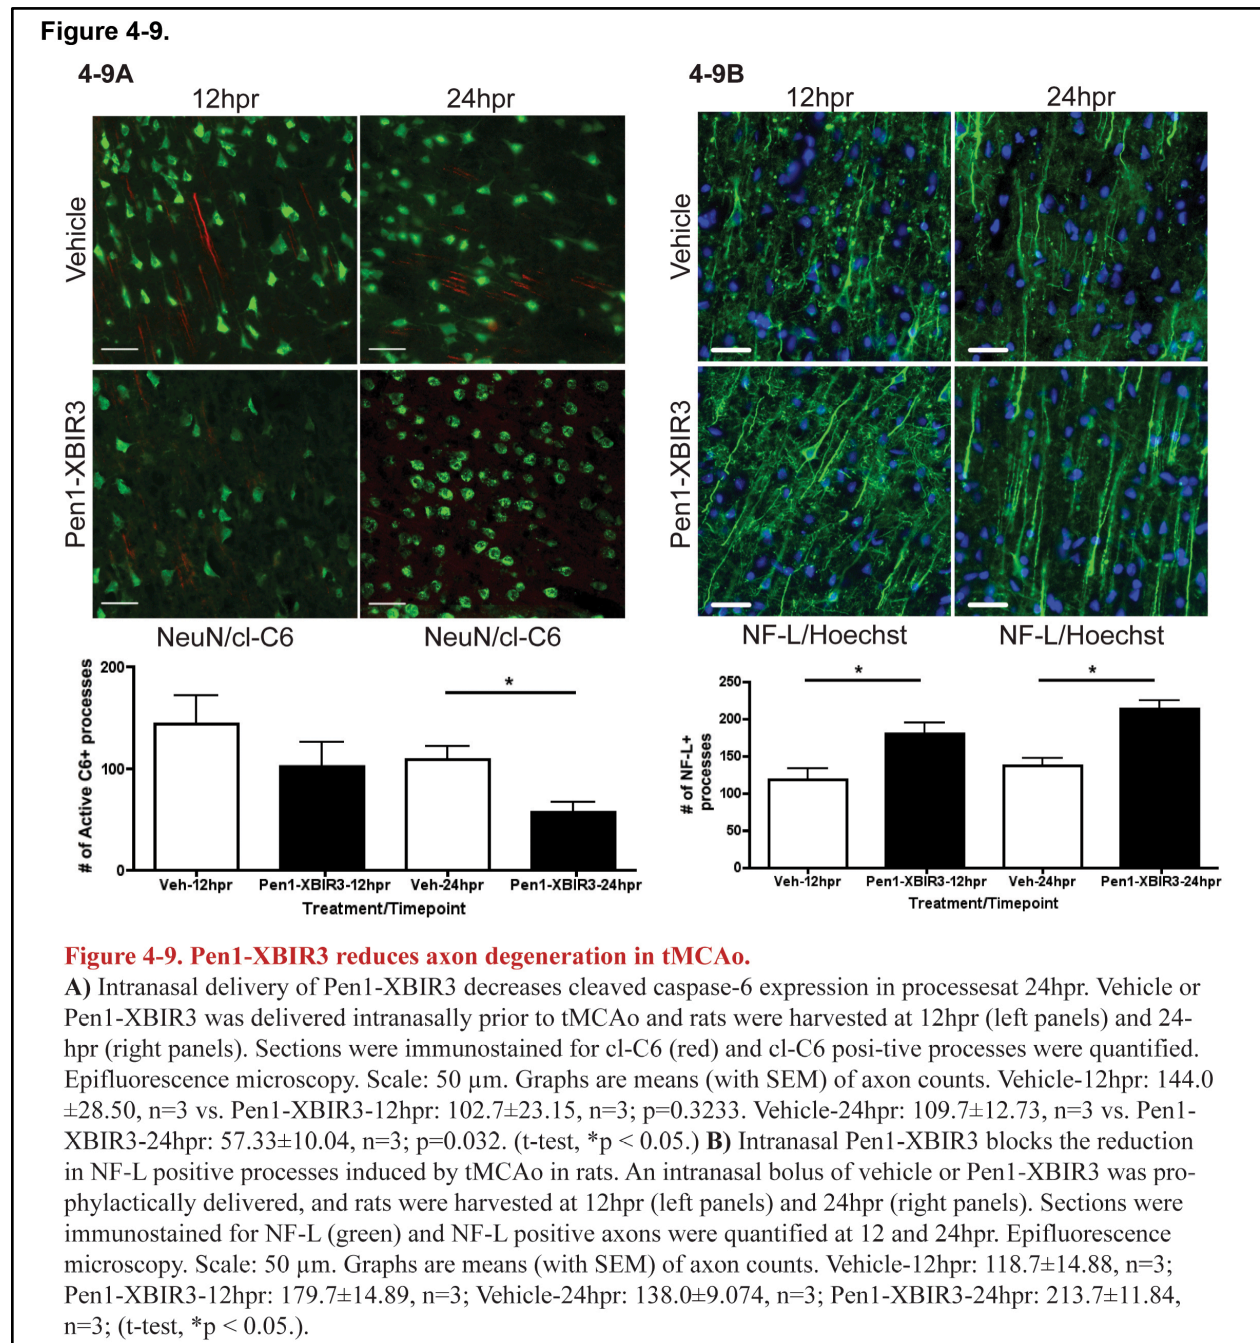 Figure 4-9.
4-9A
12hpr
24hpr
Vehicle
Pen1-XBIR3
NeuN/cl-C6
NeuN/cl-C6
200
100
0
# of Active C6+ processes
*
Veh-12hpr
Pen1-XBIR3-12hpr
Veh-24hpr
Pen1-XBIR3-24hpr
Treatment/Timepoint
4-9B
12hpr
24hpr
Vehicle
Pen1-XBIR3
NF-L/Hoechst
NF-L/Hoechst
250
200
150
100
50
0
# of NF-L+
processes
*
*
Veh-12hpr
Pen1-XBIR3-12hpr
Veh-24hpr
Pen1-XBIR3-24hpr
Treatment/Timepoint
Figure 4-9. Pen1-XBIR3 reduces axon degeneration in tMCAo.
A) Intranasal delivery of Pen1-XBIR3 decreases cleaved caspase-6 expression in processesat 24hpr. Vehicle or
Pen1-XBIR3 was delivered intranasally prior to tMCAo and rats were harvested at 12hpr (left panels) and 24-
hpr (right panels). Sections were immunostained for cl-C6 (red) and cl-C6 posi-tive processes were quantified.
Epifluorescence microscopy. Scale: 50 µm. Graphs are means (with SEM) of axon counts. Vehicle-12hpr: 144.0
±28.50, n=3 vs. Pen1-XBIR3-12hpr: 102.7±23.15, n=3; p=0.3233. Vehicle-24hpr: 109.7±12.73, n=3 vs. Pen1-
XBIR3-24hpr: 57.33±10.04, n=3; p=0.032. (t-test, *p < 0.05.) B) Intranasal Pen1-XBIR3 blocks the reduction
in NF-L positive processes induced by tMCAo in rats. An intranasal bolus of vehicle or Pen1-XBIR3 was pro-
phylactically delivered, and rats were harvested at 12hpr (left panels) and 24hpr (right panels). Sections were
immunostained for NF-L (green) and NF-L positive axons were quantified at 12 and 24hpr. Epifluorescence
microscopy. Scale: 50 µm. Graphs are means (with SEM) of axon counts. Vehicle-12hpr: 118.7±14.88, n=3;
Pen1-XBIR3-12hpr: 179.7±14.89, n=3; Vehicle-24hpr: 138.0±9.074, n=3; Pen1-XBIR3-24hpr: 213.7±11.84,
n=3; (t-test, *p < 0.05.).